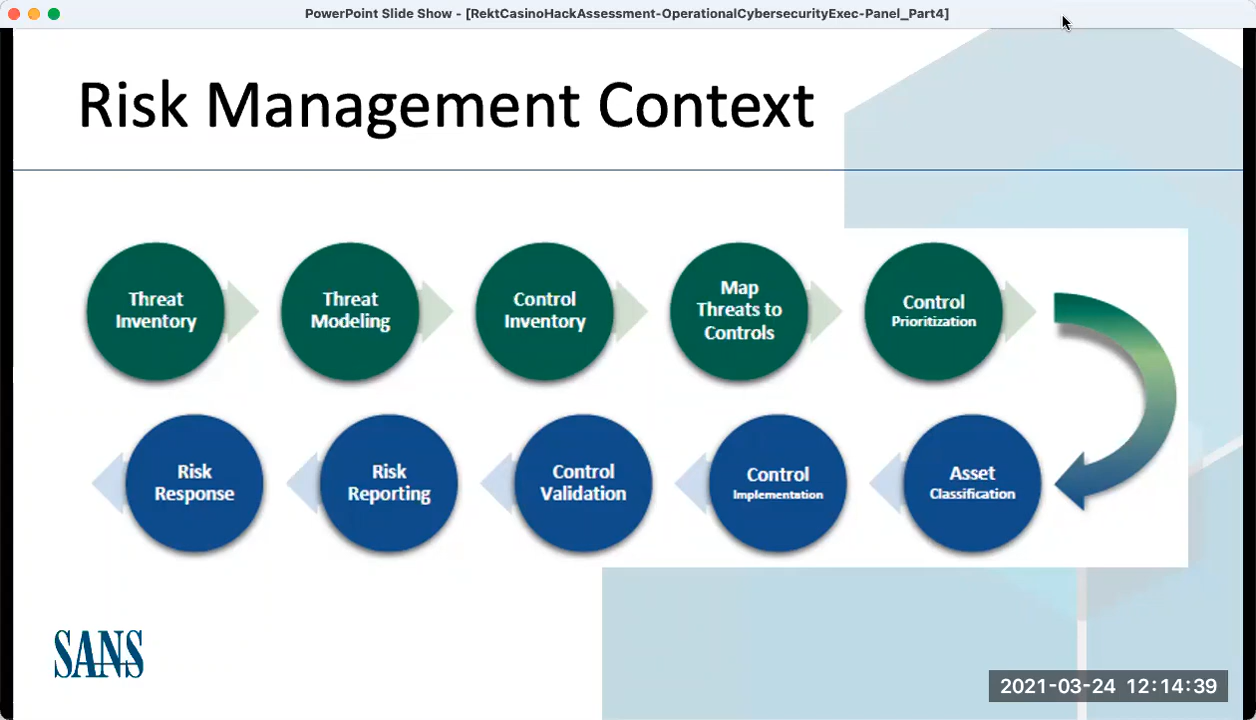 PowerPoint Slide Show - [RektCasinoHackAssessment-OperationalCybersecurityExec-Panel_Part4]
Risk Management Context
Threat
Inventory
Threat
Modeling
Control
Inventory
Map
Threats to
Controls
Control
Prioritization
Asset
Classification
Control
Implementation
Control
Validation
Risk
Reporting
Risk
Response
SANS
2021-03-24 12:14:39